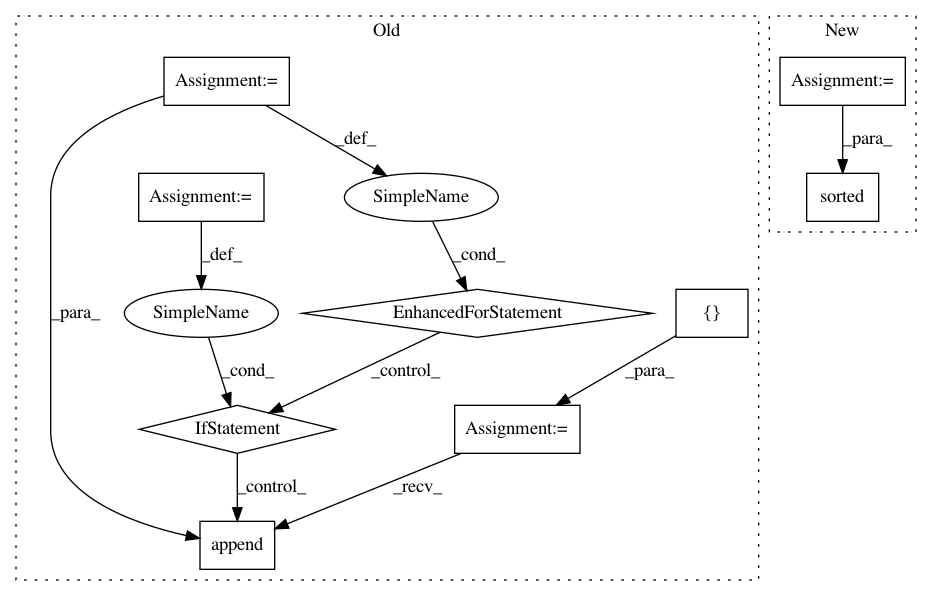 Old
New
Assignment:=
Assignment:=
_def_
_para_
Assignment:=
SimpleName
sorted
_def_
_cond_
_para_
SimpleName
EnhancedForStatement
{}
_cond_
_control_
_para_
IfStatement
Assignment:=
_control_
_recv_
append